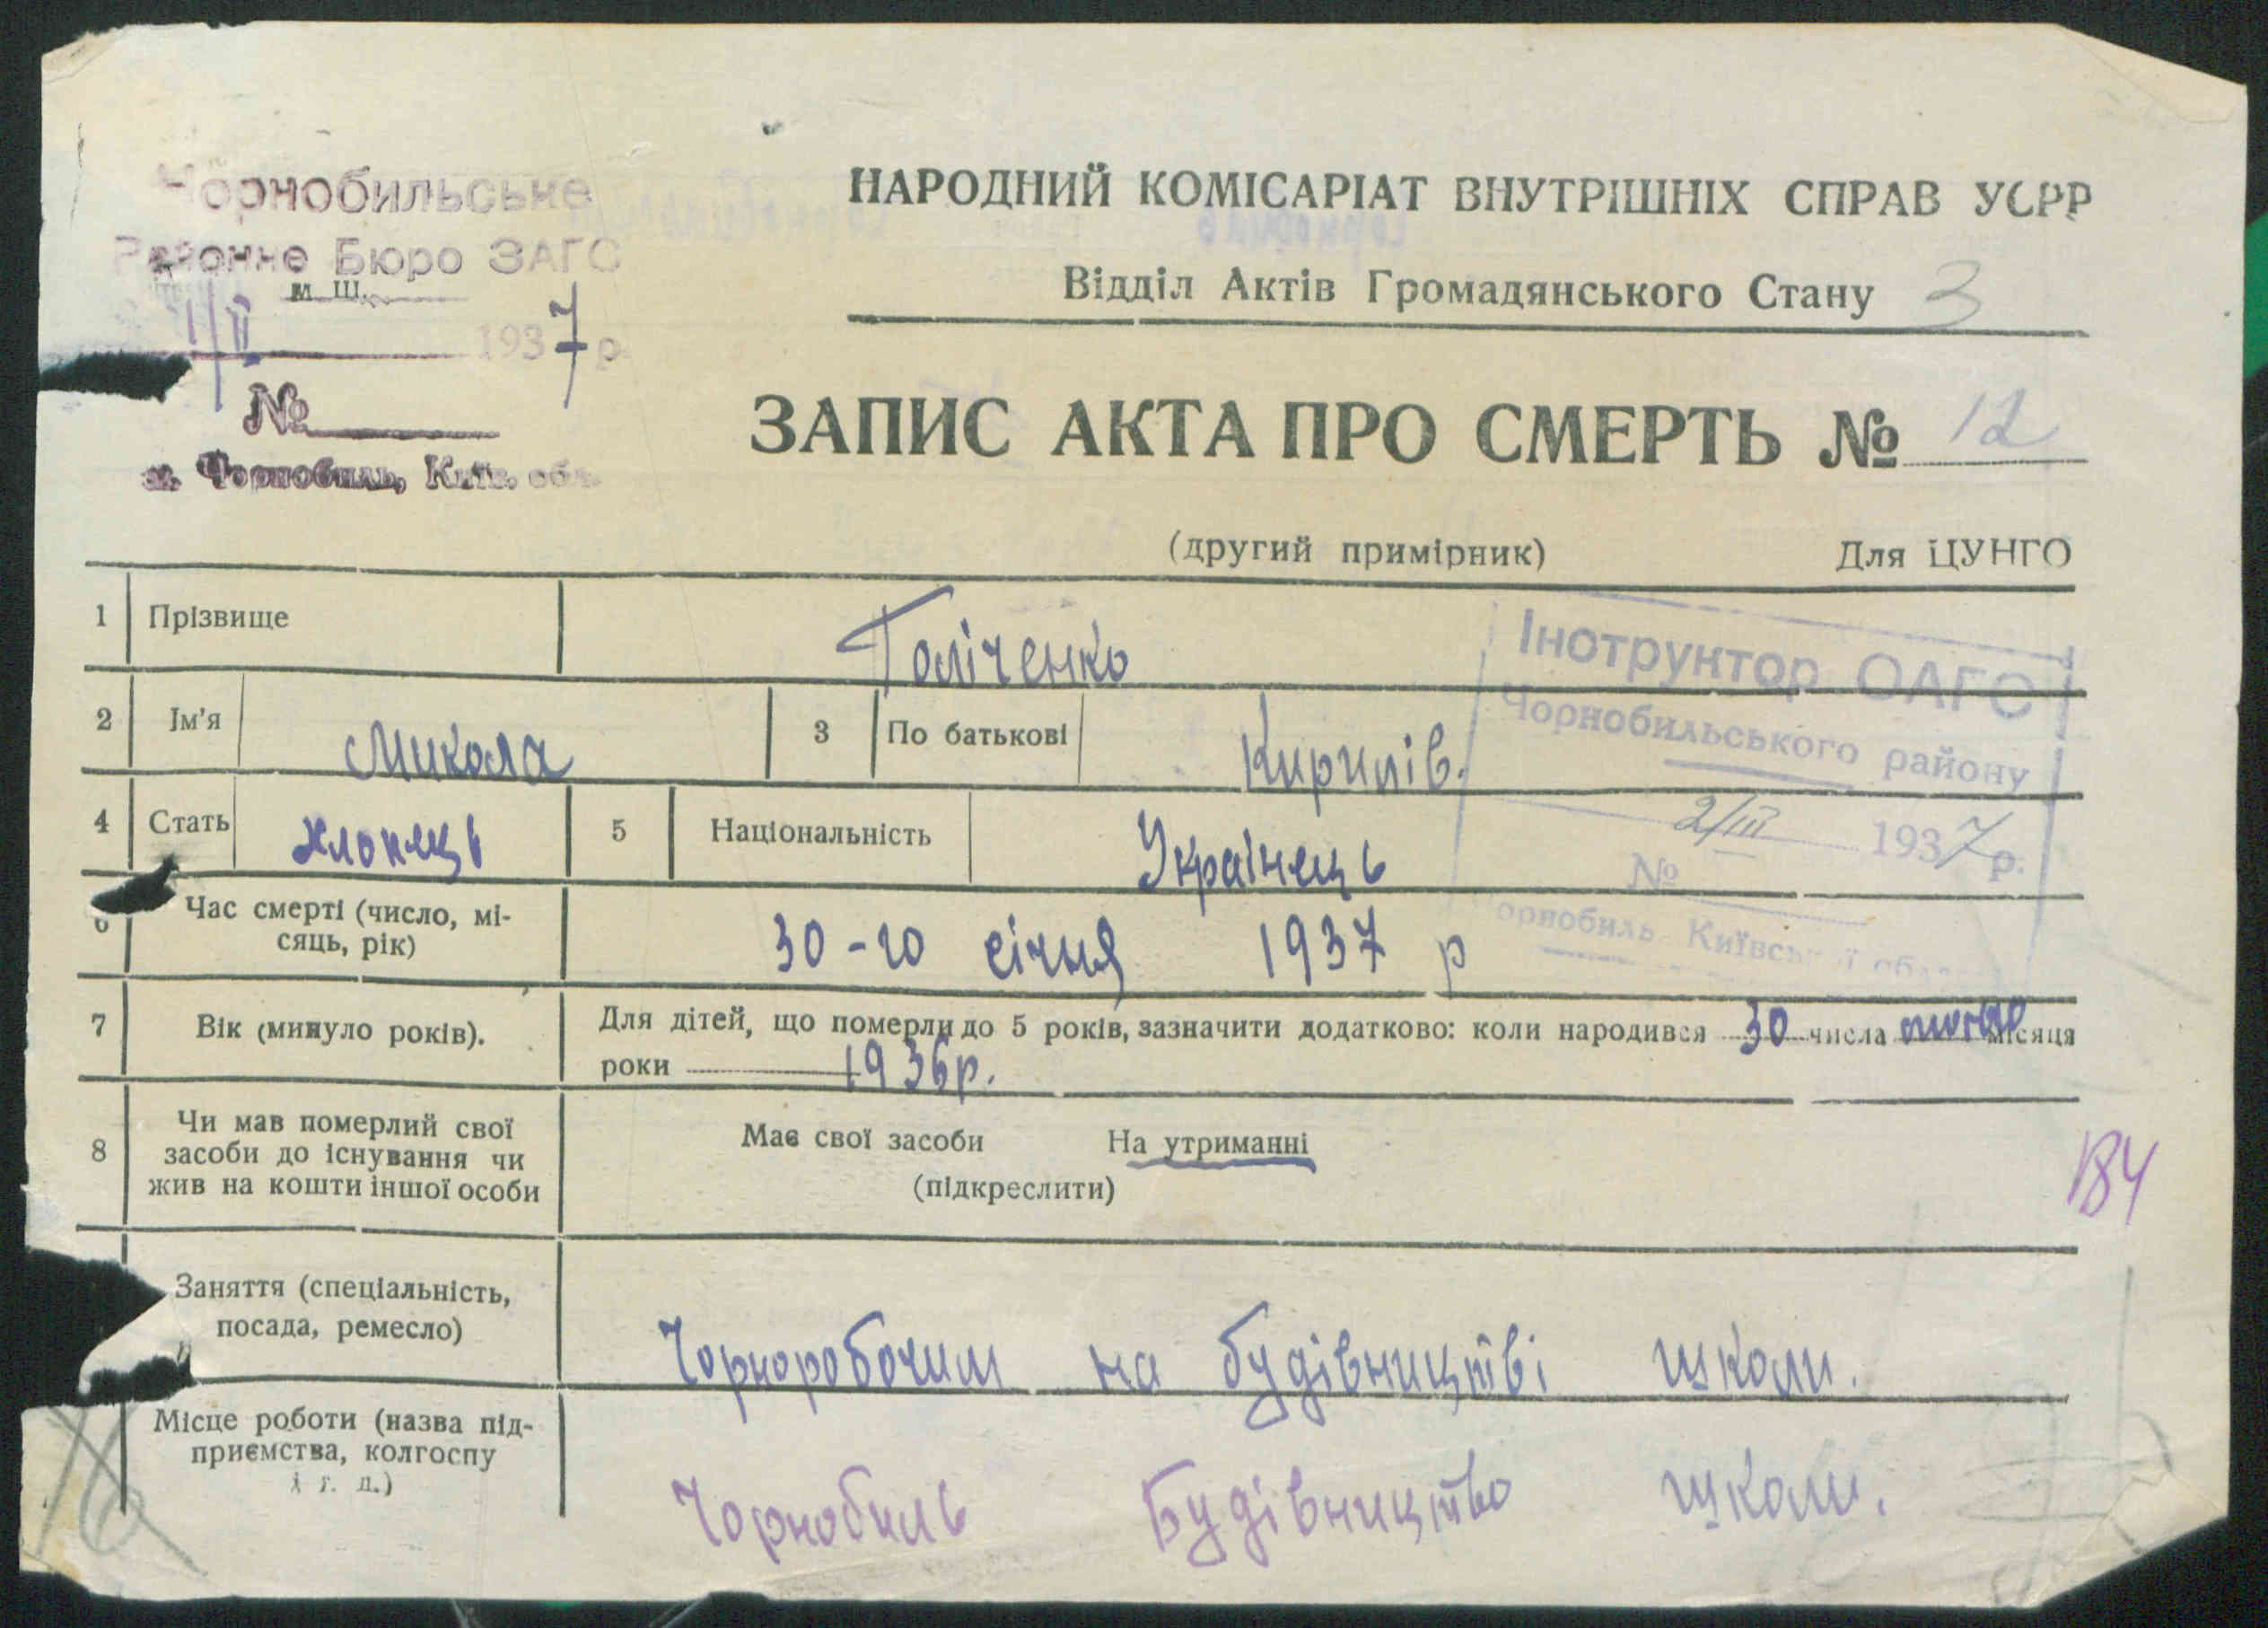 Чорнобильське
Районне Бюро ЗАГС
м. Ш.
1/II 1937 р.
№
м. Чорнобиль, Київ. обл.
НАРОДНИЙ КОМІСАРІАТ ВНУТРІШНІХ СПРАВ УСРР
Відділ Актів Громадянського Стану 3
ЗАПИС АКТА ПРО СМЕРТЬ № 12
(другий примірник) Для ЦУНГО
1 Прізвище Голіченко
2 Ім'я Микола 3 По батькові Кирилів.
4 Стать хлопець 5 Національність Українець
Інструктор ОАГС
Чорнобильського району
2/III 1937 р.
№
Чорнобиль Київської обл.
6 Час смерті (число, мі-
сяць, рік) 30-го січня 1937 р
7 Вік (минуло років). Для дітей, що померли до 5 років, зазначити додатково: коли народився 30 числа місяця
роки 1936р.
8 Чи мав померлий свої
засоби до існування чи
жив на кошти іншої особи
Має свої засоби На утриманні
(підкреслити)
184
Заняття (спеціальність,
посада, ремесло) Чорноробочим на будівництві школи.
Місце роботи (назва під-
приємства, колгоспу
і т. д.) Чорнобиль Будівництво школи.